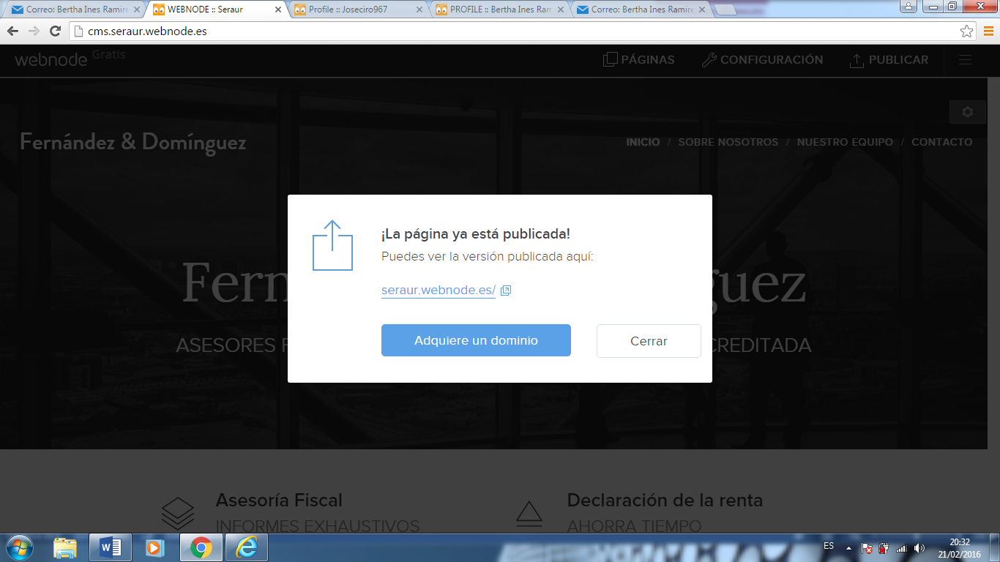 Correo: Bertha Ines Ramire
WEBNODE :: Seraur
Profile :: Joseciro967
PROFILE :: Bertha Ines Ram
Correo: Bertha Ines Ramire
cms.seraur.webnode.es
webnode Gratis
PÁGINAS
CONFIGURACIÓN
PUBLICAR
Fernández & Domínguez
INICIO / SOBRE NOSOTROS / NUESTRO EQUIPO / CONTACTO
¡La página ya está publicada!
Puedes ver la versión publicada aquí:
seraur.webnode.es/
Adquiere un dominio
Cerrar
Fern guez
ASESORES F CREDITADA
Asesoría Fiscal
INFORMES EXHAUSTIVOS
Declaración de la renta
AHORRA TIEMPO
ES
20:32
21/02/2016